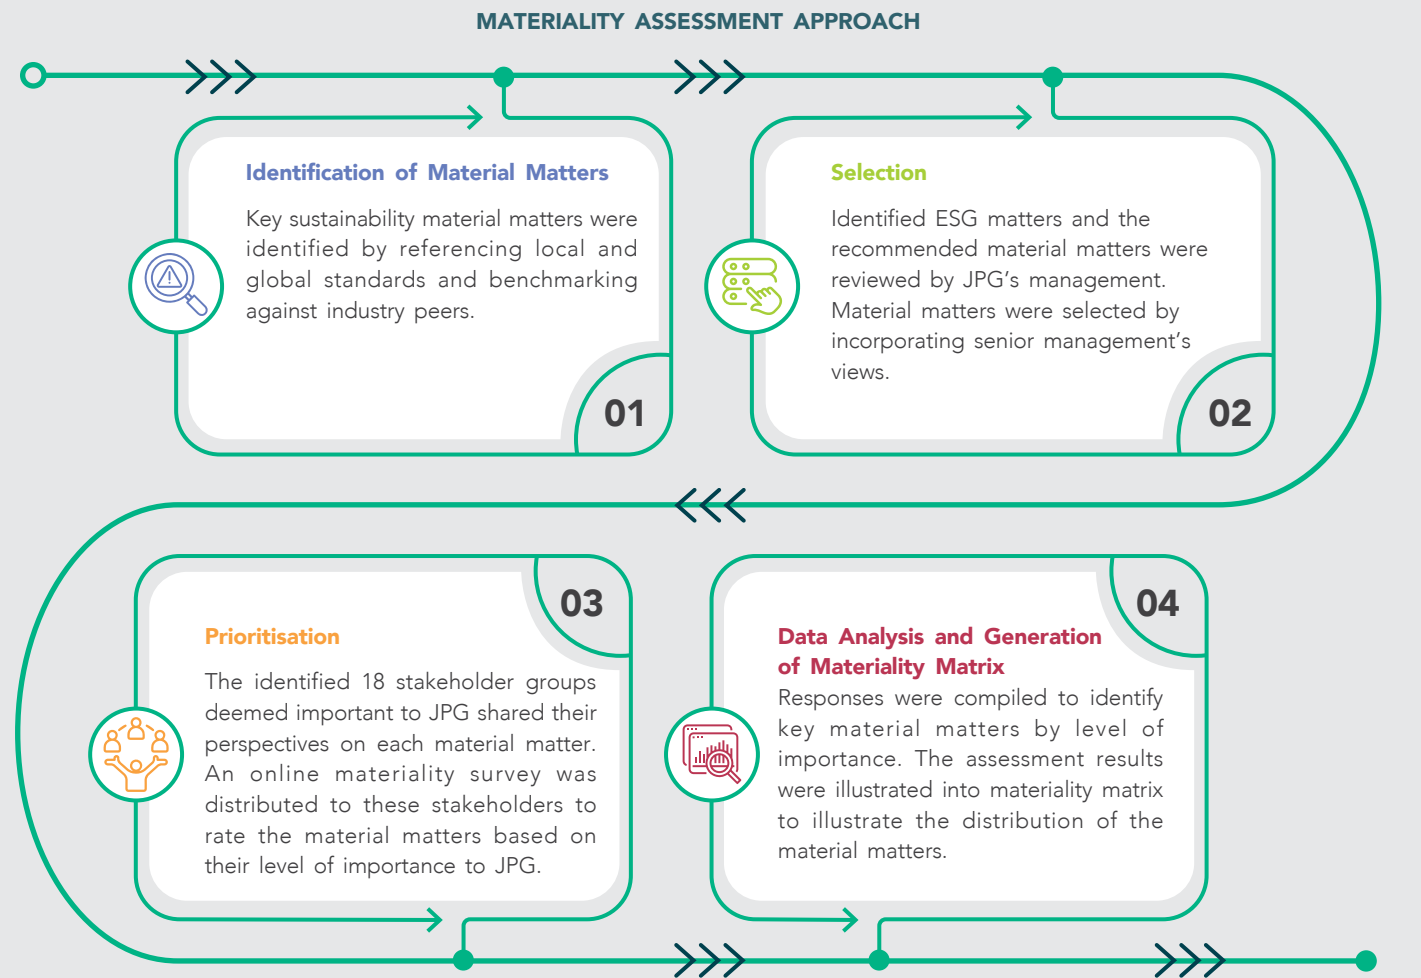 MATERIALITY ASSESSMENT APPROACH
Identification of Material Matters
Key sustainability material matters were
identified by referencing local and
global standards and benchmarking
against industry peers.
01
Selection
Identified ESG matters and the
recommended material matters were
reviewed by JPG's management.
Material matters were selected by
incorporating senior management's
views.
02
03
Prioritisation
The identified 18 stakeholder groups
deemed important to JPG shared their
perspectives on each material matter.
An online materiality survey was
distributed to these stakeholders to
rate the material matters based on
their level of importance to JPG.
04
Data Analysis and Generation
of Materiality Matrix
Responses were compiled to identify
key material matters by level of
importance. The assessment results
were illustrated into materiality matrix
to illustrate the distribution of the
material matters.